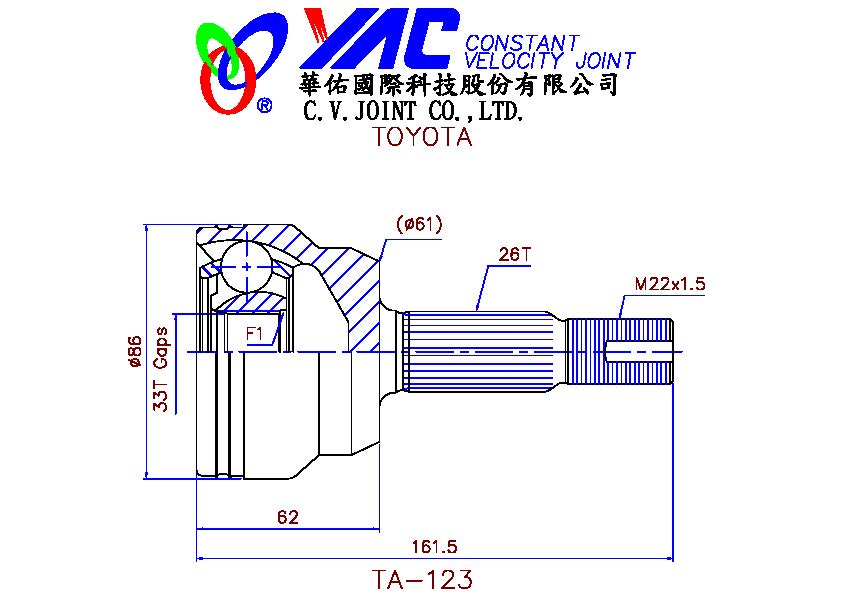 YAC CONSTANT
VELOCITY JOINT
華佑國際科技股份有限公司
®
C.V.JOINT CO.,LTD.
TOYOTA
(ø61)
26T
M22x1.5
F1
ø86
33T Gaps
62
161.5
TA-123